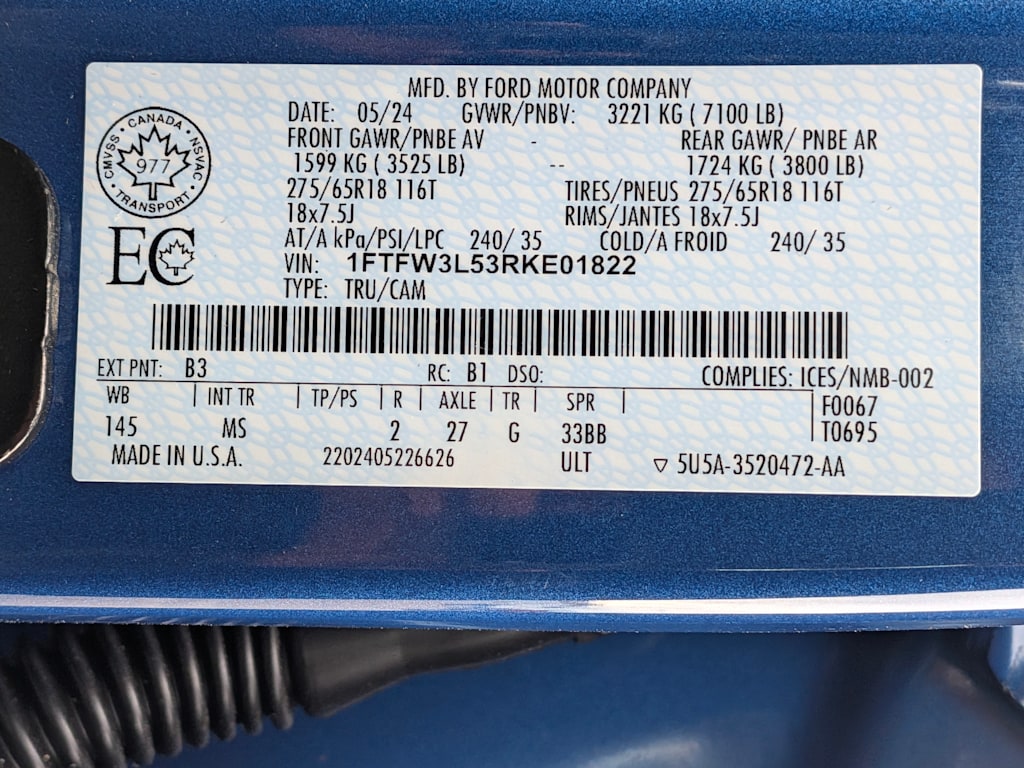 MFD. BY FORD MOTOR COMPANY
DATE: 05/24 GVWR/PNBV: 3221 KG ( 7100 LB)
FRONT GAWR/PNBE AV - REAR GAWR/ PNBE AR
1599 KG ( 3525 LB) -- 1724 KG ( 3800 LB)
275/65R18 116T TIRES/PNEUS 275/65R18 116T
18x7.5J RIMS/JANTES 18x7.5J
AT/A kPa/PSI/LPC 240/ 35 COLD/A FROID 240/ 35
VIN: 1FTFW3L53RKE01822
TYPE: TRU/CAM
CMVSS • CANADA • NSVAC • TRANSPORT •
977
EC
EXT PNT: B3 RC: B1 DSO: COMPLIES: ICES/NMB-002
WB | INT TR | TP/PS | R | AXLE | TR | SPR | F0067
145 MS 2 27 G 33BB T0695
MADE IN U.S.A. 2202405226626 ULT ▽ 5U5A-3520472-AA